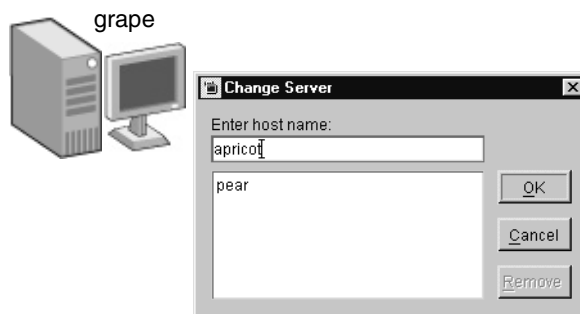 grape
Change Server
Enter host name:
apricot
pear
OK
Cancel
Remove